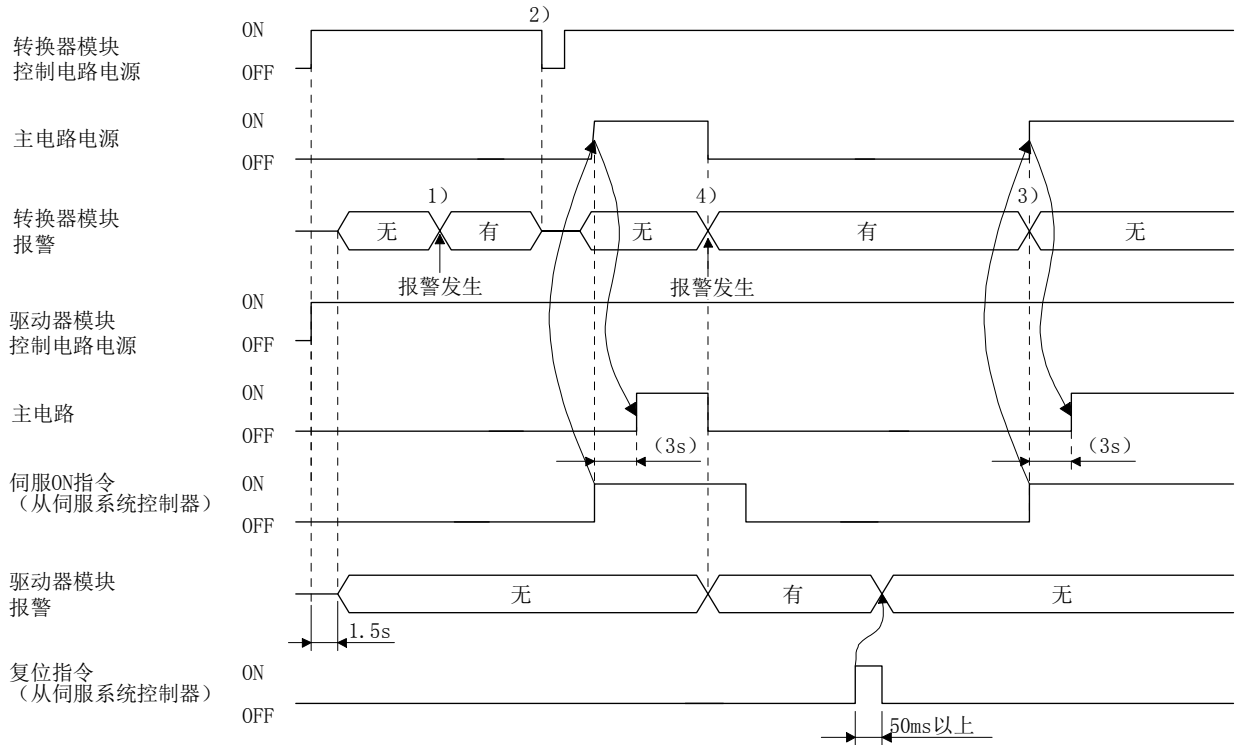 2）
ON
转换器模块
控制电路电源
OFF
ON
主电路电源
OFF
1）
4）
3）
转换器模块
报警
无
有
无
有
无
报警发生
报警发生
ON
驱动器模块
控制电路电源
OFF
ON
主电路
OFF
（3s）
（3s）
伺服ON指令
（从伺服系统控制器）
ON
OFF
驱动器模块
报警
无
有
无
1.5s
复位指令
（从伺服系统控制器）
ON
OFF
50ms以上